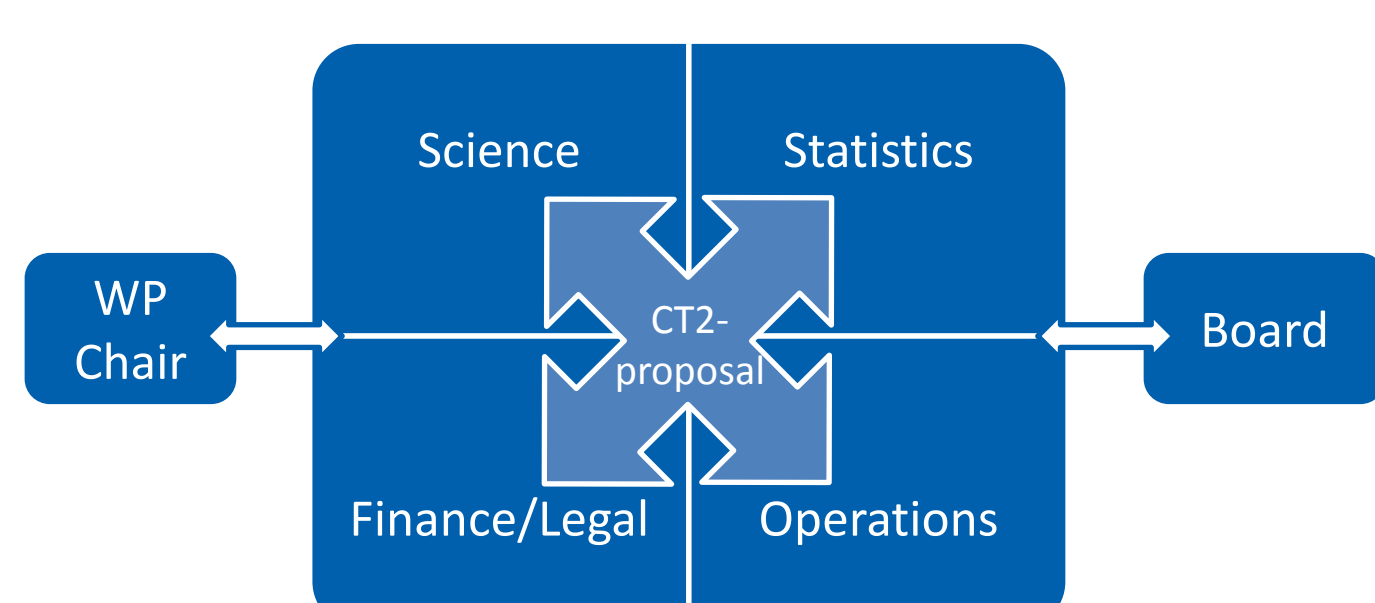 Science
Statistics
WP
Chair
CT2-
proposal
Board
Finance/Legal
Operations